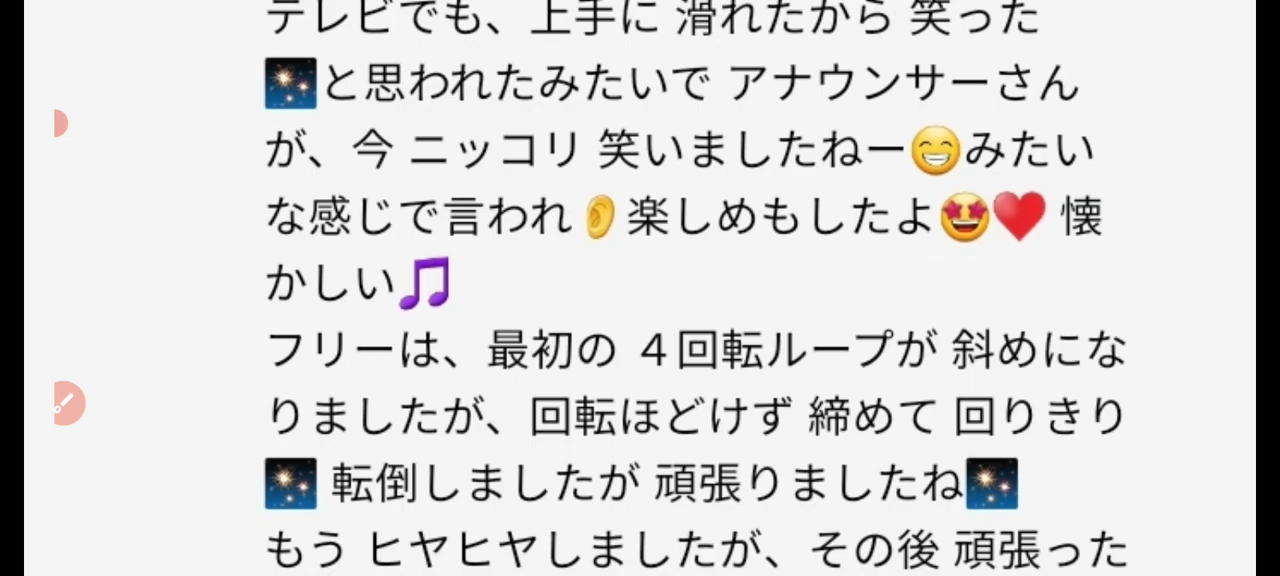 テレビでも、上手に 滑れたから 笑った
🎇と思われたみたいで アナウンサーさん
が、今 ニッコリ 笑いましたねー😁みたい
な感じで言われ👂楽しめもしたよ🤩♥️ 懐
かしい🎵
フリーは、最初の ４回転ループが 斜めにな
りましたが、回転ほどけず 締めて 回りきり
🎇 転倒しましたが 頑張りましたね🎇
もう ヒヤヒヤしましたが、その後 頑張った